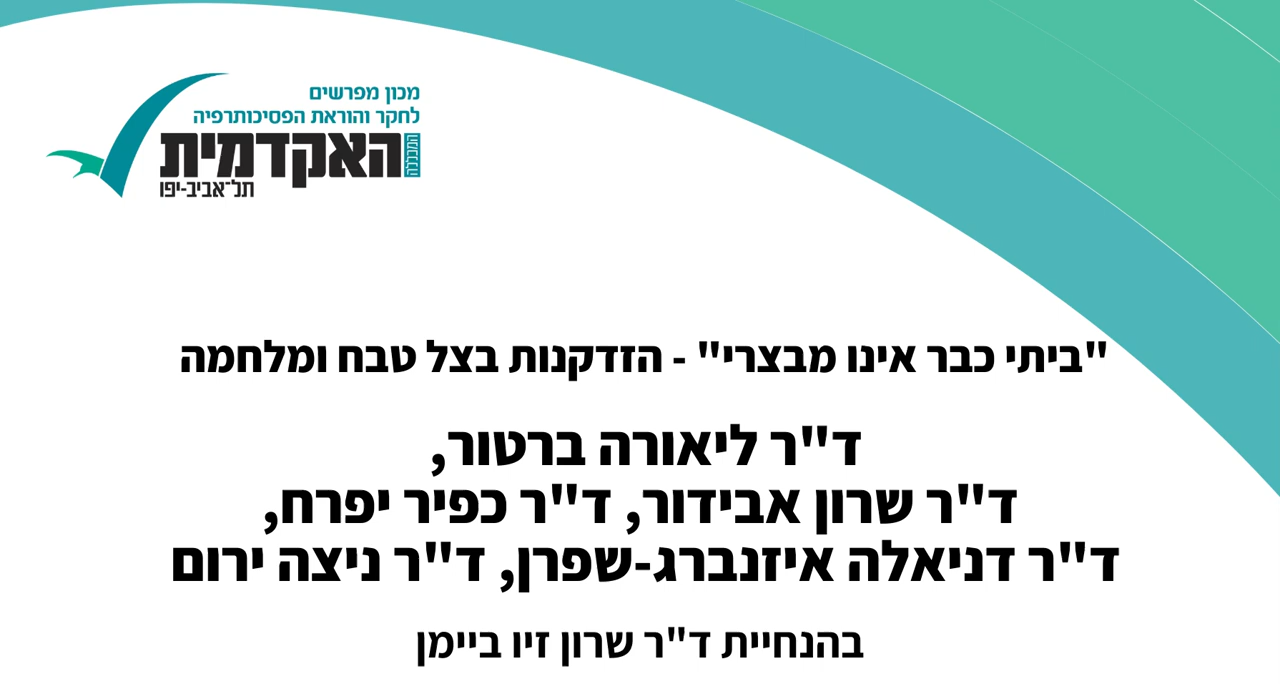 מכון מפרשים
לחקר והוראת הפסיכותרפיה
המכללה
האקדמית
תל־אביב-יפו
"ביתי כבר אינו מבצרי" - הזדקנות בצל טבח ומלחמה
ד"ר ליאורה ברטור,
ד"ר שרון אבידור, ד"ר כפיר יפרח,
ד"ר דניאלה איזנברג-שפרן, ד"ר ניצה ירום
בהנחיית ד"ר שרון זיו ביימן